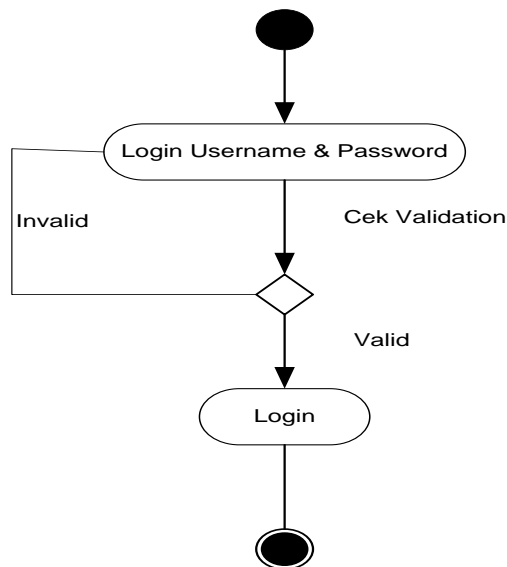 Login Username & Password
Cek Validation
Invalid
Valid
Login